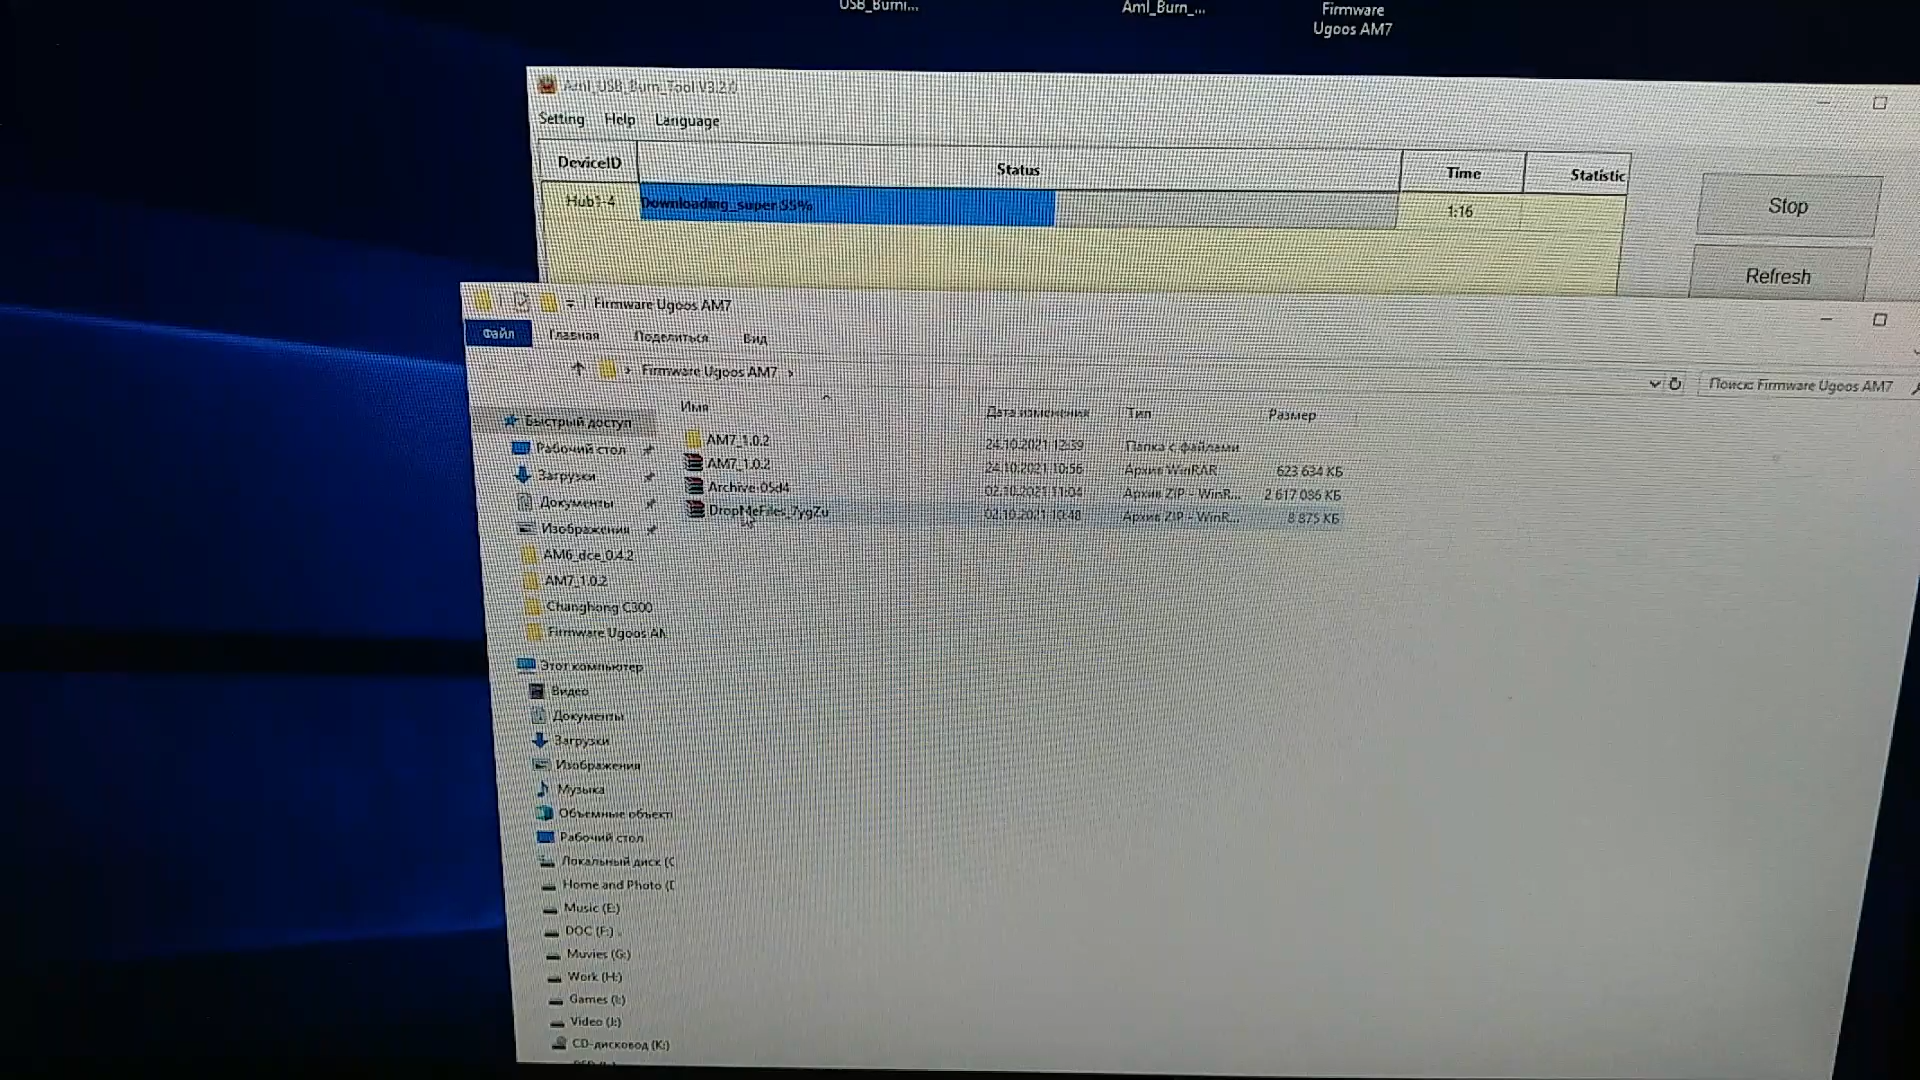 USB_Burni...
Aml_Burn_...
Firmware
Ugoos AM7
Aml_USB_Burn_Tool V3.2.0
Setting Help Language
DeviceID Status Time Statistic
Hub1-4 Downloading_super 55% 1:16
Stop
Refresh
Firmware Ugoos AM7
Файл Главная Поделиться Вид
Firmware Ugoos AM7
Поиск: Firmware Ugoos AM7
Имя Дата изменения Тип Размер
AM7_1.0.2 24.10.2021 12:39 Папка с файлами
AM7_1.0.2 24.10.2021 10:56 Архив WinRAR 623 634 КБ
Archive-05d4 02.10.2021 11:04 Архив ZIP - WinR... 2 617 086 КБ
DropMeFiles_7ygZu 02.10.2021 10:48 Архив ZIP - WinR... 8 875 КБ
Быстрый доступ
Рабочий стол
Загрузки
Документы
Изображения
AM6_dce_0.4.2
AM7_1.0.2
Changhong C300
Firmware Ugoos AM
Этот компьютер
Видео
Документы
Загрузки
Изображения
Музыка
Объемные объекты
Рабочий стол
Локальный диск (C
Home and Photo (D
Music (E:)
DOC (F:)
Muvies (G:)
Work (H:)
Games (I:)
Video (J:)
CD-дисковод (K:)